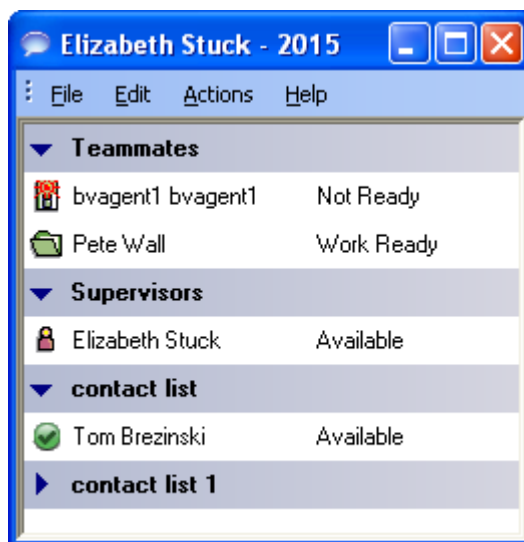 Elizabeth Stuck - 2015
File Edit Actions Help
Teammates
bvagent1 bvagent1 Not Ready
Pete Wall Work Ready
Supervisors
Elizabeth Stuck Available
contact list
Tom Brezinski Available
contact list 1